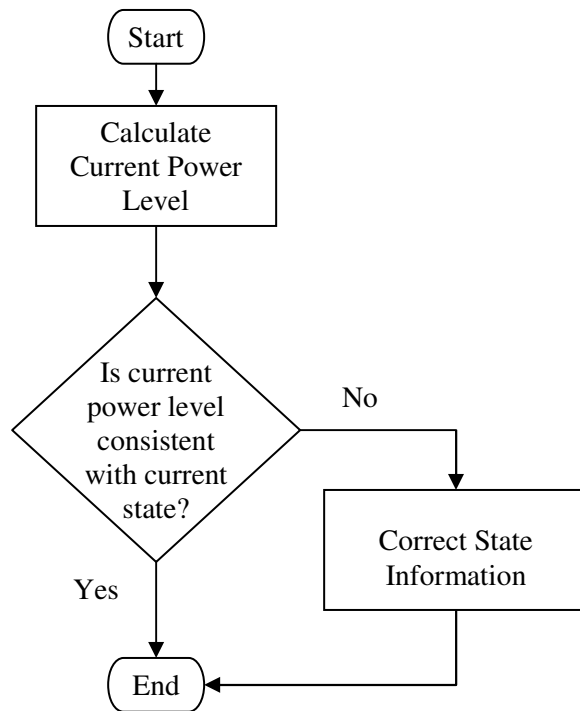 Start
Calculate
Current Power
Level
Is current
power level
consistent
with current
state?
No
Correct State
Information
Yes
End